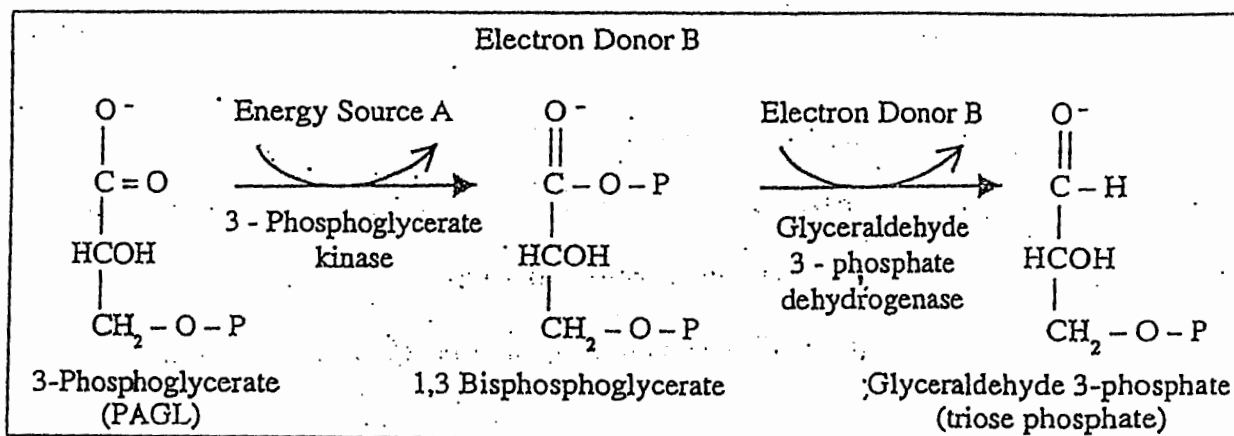 Electron Donor B
Energy Source A
Electron Donor B
O⁻
O⁻
O⁻
C = O
C - O - P
C - H
3 - Phosphoglycerate
kinase
Glyceraldehyde
3 - phosphate
dehydrogenase
HCOH
HCOH
HCOH
CH₂ - O - P
CH₂ - O - P
CH₂ - O - P
3-Phosphoglycerate
(PAGL)
1,3 Bisphosphoglycerate
Glyceraldehyde 3-phosphate
(triose phosphate)